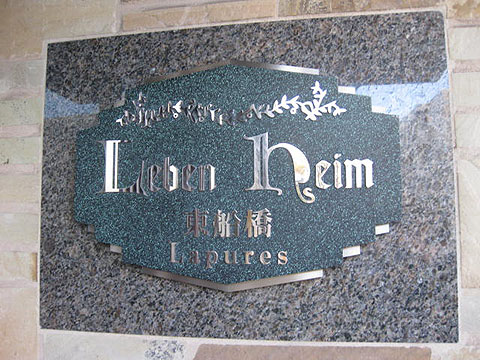 Lieben Heim
東船橋
Lapures